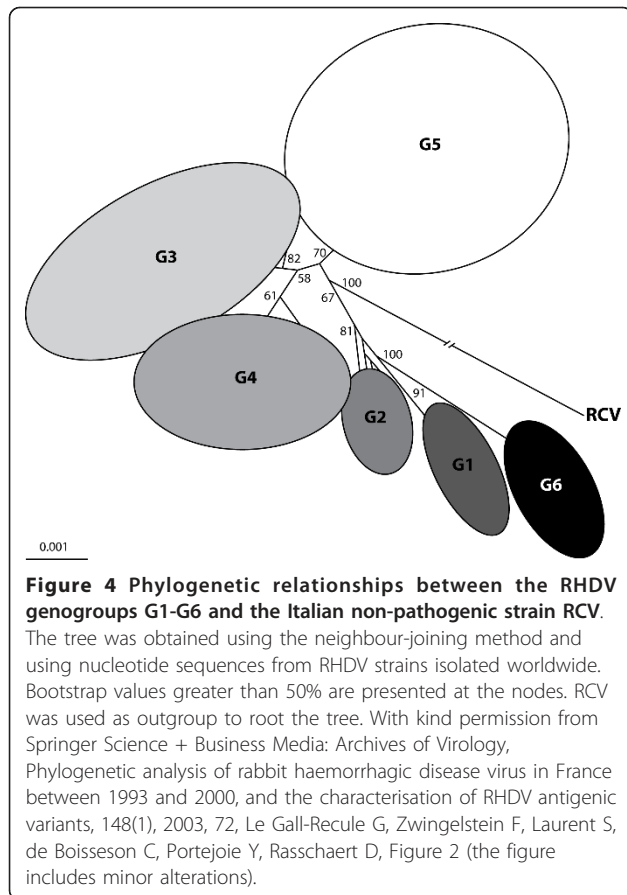 G5
G3
82
70
58
100
61
67
81
100
G4
91
RCV
G2
G1
G6
0.001
Figure 4 Phylogenetic relationships between the RHDV
genogroups G1-G6 and the Italian non-pathogenic strain RCV.
The tree was obtained using the neighbour-joining method and
using nucleotide sequences from RHDV strains isolated worldwide.
Bootstrap values greater than 50% are presented at the nodes. RCV
was used as outgroup to root the tree. With kind permission from
Springer Science + Business Media: Archives of Virology,
Phylogenetic analysis of rabbit haemorrhagic disease virus in France
between 1993 and 2000, and the characterisation of RHDV antigenic
variants, 148(1), 2003, 72, Le Gall-Recule G, Zwingelstein F, Laurent S,
de Boisseson C, Portejoie Y, Rasschaert D, Figure 2 (the figure
includes minor alterations).